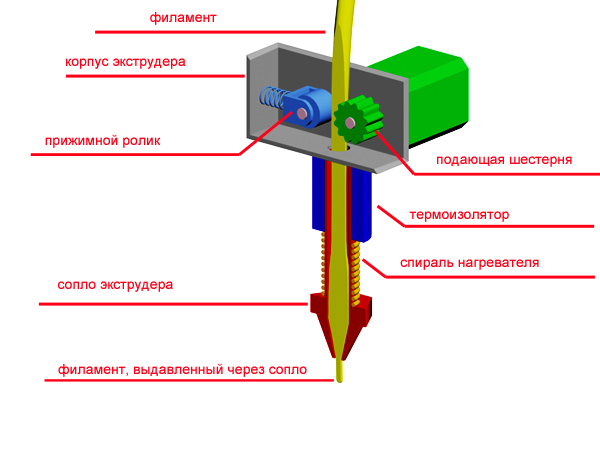 филамент
корпус экструдера
прижимной ролик
подающая шестерня
термоизолятор
спираль нагревателя
сопло экструдера
филамент, выдавленный через сопло